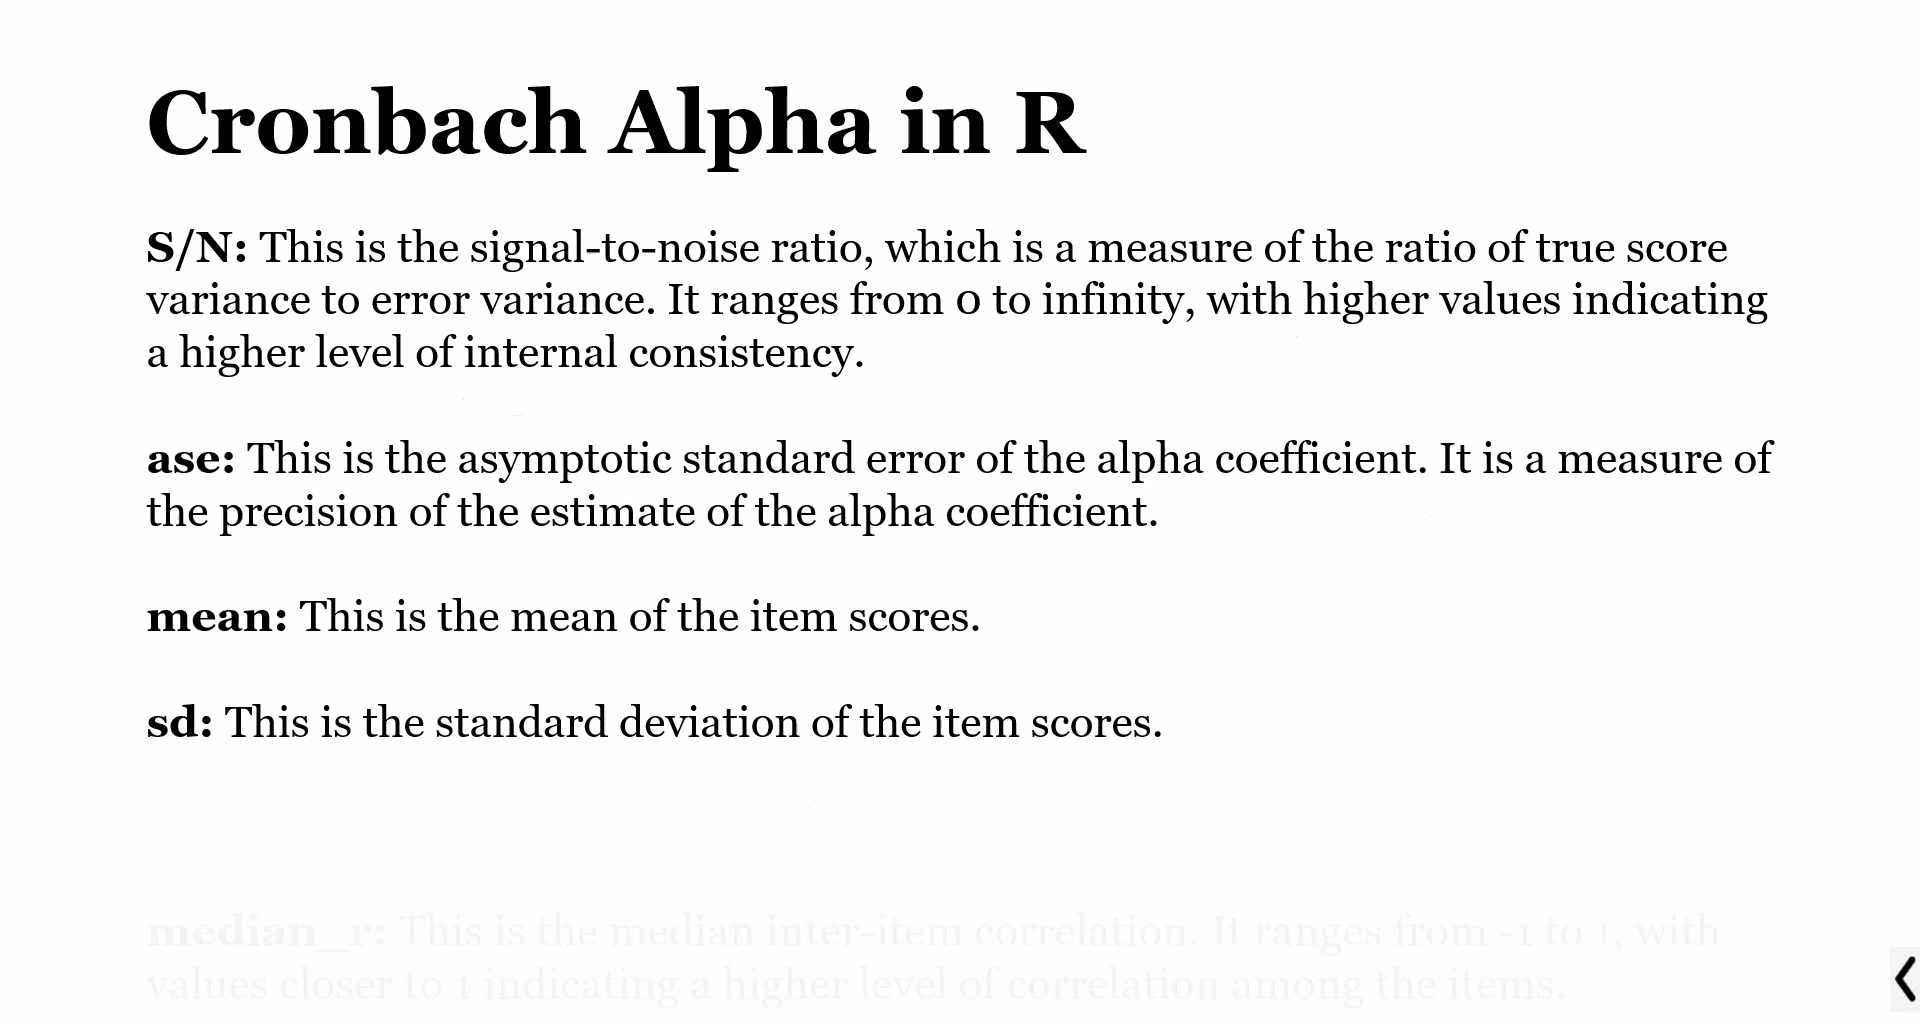 Cronbach Alpha in R
S/N: This is the signal-to-noise ratio, which is a measure of the ratio of true score
variance to error variance. It ranges from 0 to infinity, with higher values indicating
a higher level of internal consistency.
ase: This is the asymptotic standard error of the alpha coefficient. It is a measure of
the precision of the estimate of the alpha coefficient.
mean: This is the mean of the item scores.
sd: This is the standard deviation of the item scores.
median_r: This is the median inter-item correlation. It ranges from -1 to 1, with
values closer to 1 indicating a higher level of correlation among the items.